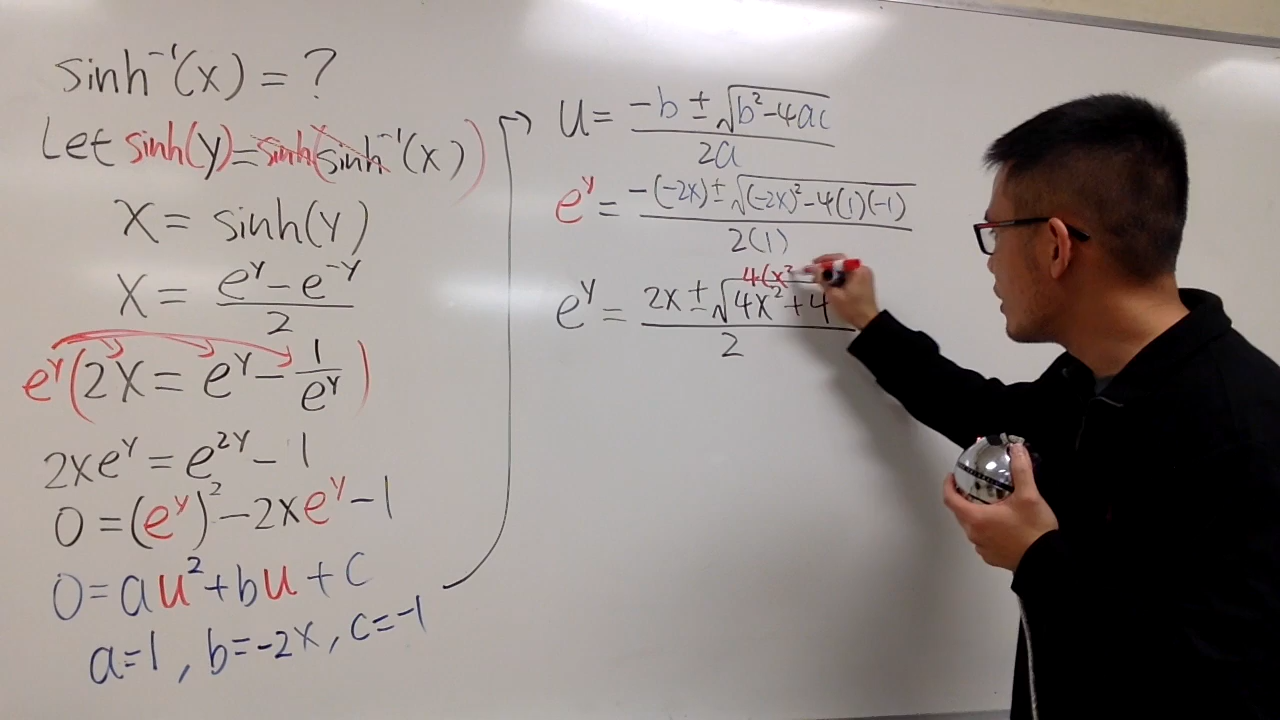 sinh⁻¹(x) = ?
Let sinh(y)=sinh(sinh⁻¹(x))
x = sinh(y)
x = (e^y - e^-y)/2
e^y(2x = e^y - 1/e^y)
2xe^y = e^2y - 1
0 = (e^y)² - 2xe^y - 1
0 = au² + bu + c
a=1, b=-2x, c=-1
u = (-b ± √(b²-4ac))/2a
e^y = (-(-2x) ± √((-2x)²-4(1)(-1)))/2(1)
4(x²
e^y = (2x ± √(4x²+4))/2